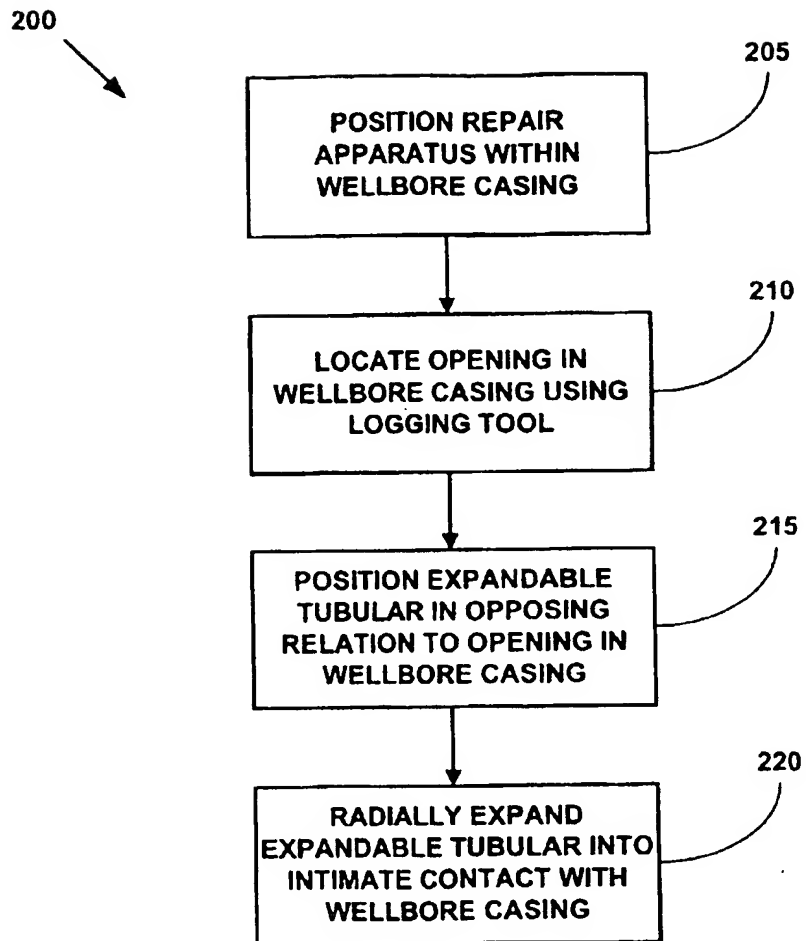 200
205
POSITION REPAIR
APPARATUS WITHIN
WELLBORE CASING
210
LOCATE OPENING IN
WELLBORE CASING USING
LOGGING TOOL
215
POSITION EXPANDABLE
TUBULAR IN OPPOSING
RELATION TO OPENING IN
WELLBORE CASING
220
RADIALLY EXPAND
EXPANDABLE TUBULAR INTO
INTIMATE CONTACT WITH
WELLBORE CASING